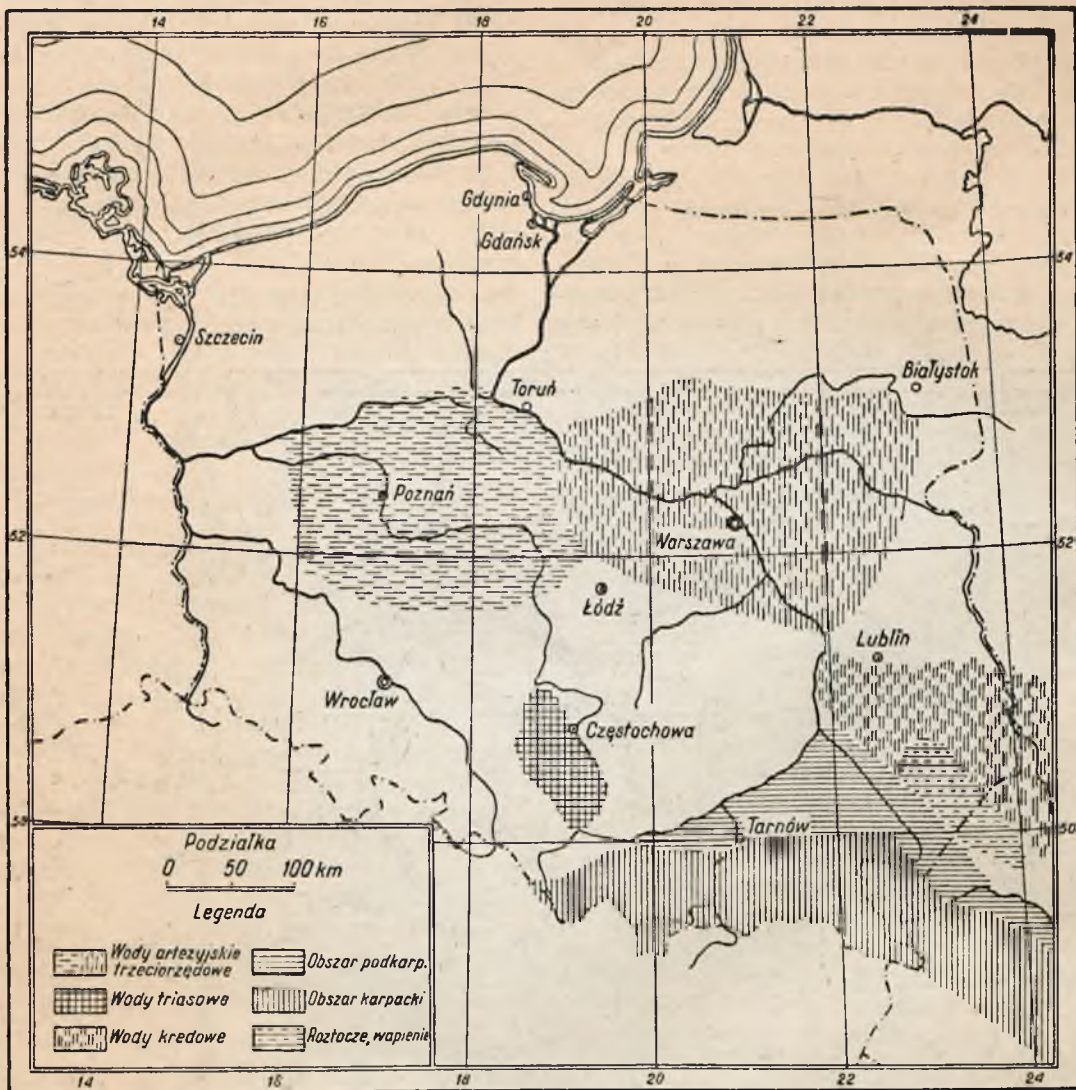 14 16 18 20 22 24
Gdynia
Gdańsk
54 54
Szczecin
Białystok
Toruń
Poznań
52 Warszawa 52
Łódź
Lublin
Wrocław
Częstochowa
50 50
Tarnów
Podziałka
0 50 100 km
Legenda
Wody artezyjskie
trzeciorzędowe
Obszar podkarp.
Wody triasowe
Obszar karpacki
Wody kredowe
Roztocze, wapienie
14 16 18 20 22 24